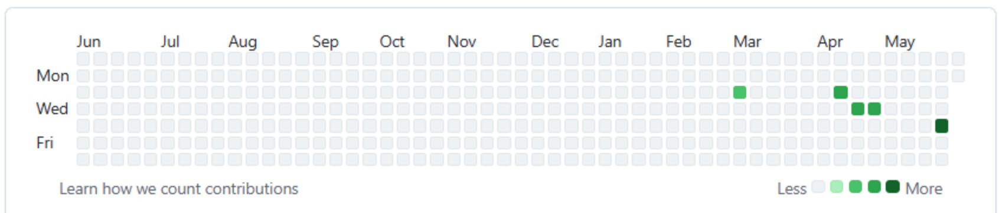 Jun Jul Aug Sep Oct Nov Dec Jan Feb Mar Apr May
Mon
Wed
Fri
Learn how we count contributions Less More